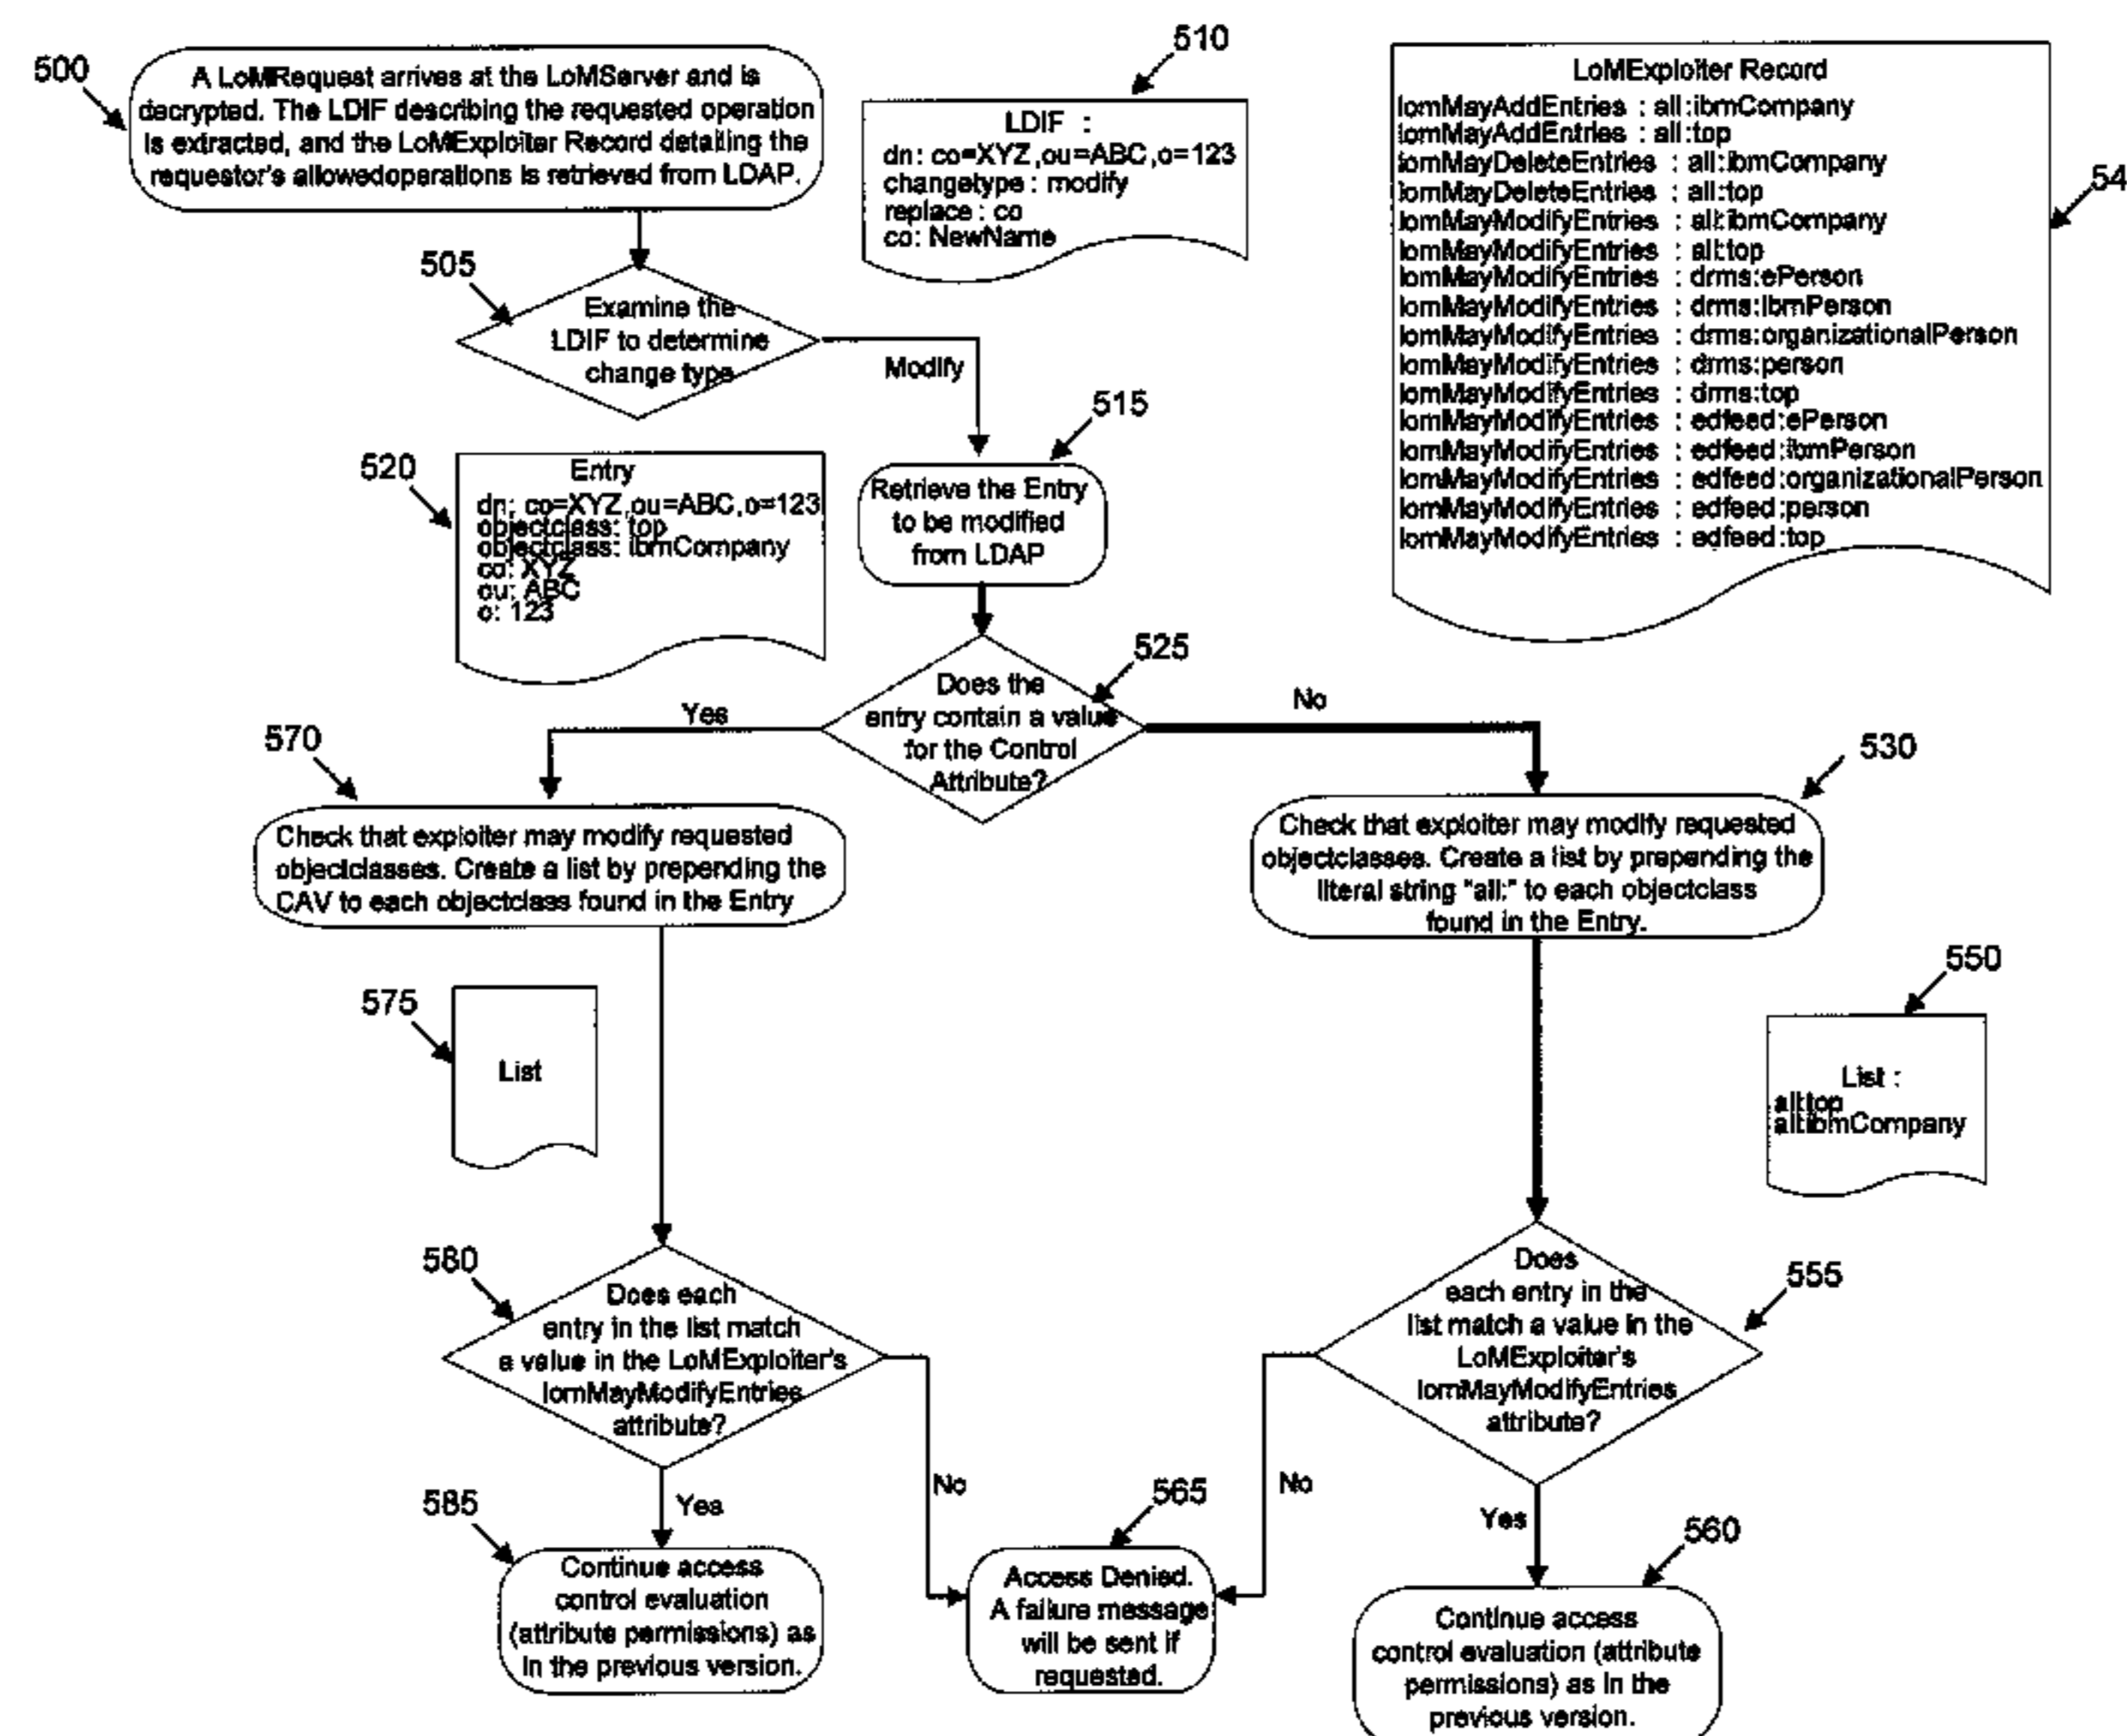 500
A LoMRequest arrives at the LoMServer and is
decrypted. The LDIF describing the requested operation
is extracted, and the LoMExploiter Record detailing the
requestor's allowedoperations is retrieved from LDAP.
510
LDIF :
dn: co=XYZ,ou=ABC,o=123
changetype : modify
replace : co
co: NewName
54
LoMExploiter Record
lomMayAddEntries : all:ibmCompany
lomMayAddEntries : all:top
lomMayDeleteEntries : all:ibmCompany
lomMayDeleteEntries : all:top
lomMayModifyEntries : all:ibmCompany
lomMayModifyEntries : all:top
lomMayModifyEntries : drms:ePerson
lomMayModifyEntries : drms:ibmPerson
lomMayModifyEntries : drms:organizationalPerson
lomMayModifyEntries : drms:person
lomMayModifyEntries : drms:top
lomMayModifyEntries : edfeed:ePerson
lomMayModifyEntries : edfeed:ibmPerson
lomMayModifyEntries : edfeed:organizationalPerson
lomMayModifyEntries : edfeed:person
lomMayModifyEntries : edfeed:top
505
Examine the
LDIF to determine
change type
Modify
515
Retrieve the Entry
to be modified
from LDAP
520
Entry
dn: co=XYZ,ou=ABC,o=123
objectclass: top
objectclass: ibmCompany
co: XYZ
ou: ABC
o: 123
525
Does the
entry contain a value
for the Control
Attribute?
Yes
No
570
Check that exploiter may modify requested
objectclasses. Create a list by prepending the
CAV to each objectclass found in the Entry
530
Check that exploiter may modify requested
objectclasses. Create a list by prepending the
literal string "all:" to each objectclass
found in the Entry.
575
List
550
List :
all:top
all:ibmCompany
580
Does each
entry in the list match
a value in the LoMExploiter's
lomMayModifyEntries
attribute?
555
Does
each entry in the
list match a value in the
LoMExploiter's
lomMayModifyEntries
attribute?
No
No
Yes
Yes
585
Continue access
control evaluation
(attribute permissions) as
in the previous version.
565
Access Denied.
A failure message
will be sent if
requested.
560
Continue access
control evaluation (attribute
permissions) as in the
previous version.